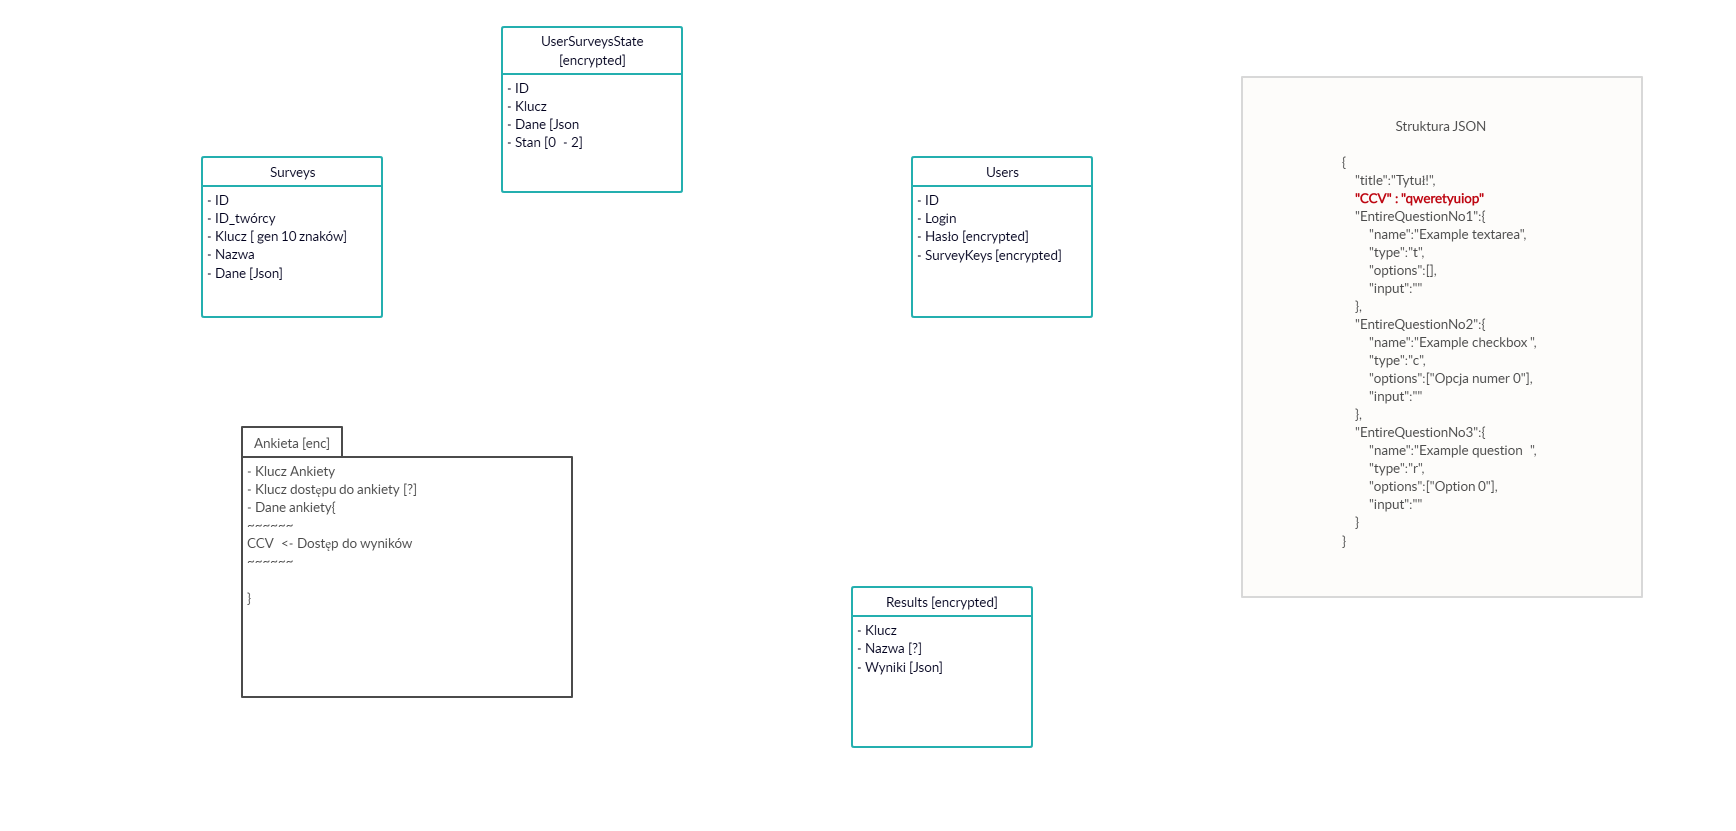 UserSurveysState
[encrypted]
- ID
- Klucz
- Dane [Json
- Stan [0 - 2]
Surveys
- ID
- ID_twórcy
- Klucz [ gen 10 znaków]
- Nazwa
- Dane [Json]
Users
- ID
- Login
- Hasło [encrypted]
- SurveyKeys [encrypted]
Struktura JSON
{
"title":"Tytuł!",
"CCV" : "qweretyuiop"
"EntireQuestionNo1":{
"name":"Example textarea",
"type":"t",
"options":[],
"input":""
},
"EntireQuestionNo2":{
"name":"Example checkbox ",
"type":"c",
"options":["Opcja numer 0"],
"input":""
},
"EntireQuestionNo3":{
"name":"Example question  ",
"type":"r",
"options":["Option 0"],
"input":""
}
}
Ankieta [enc]
- Klucz Ankiety
- Klucz dostępu do ankiety [?]
- Dane ankiety{
~~~~~~
CCV <- Dostęp do wyników
~~~~~~
}
Results [encrypted]
- Klucz
- Nazwa [?]
- Wyniki [Json]